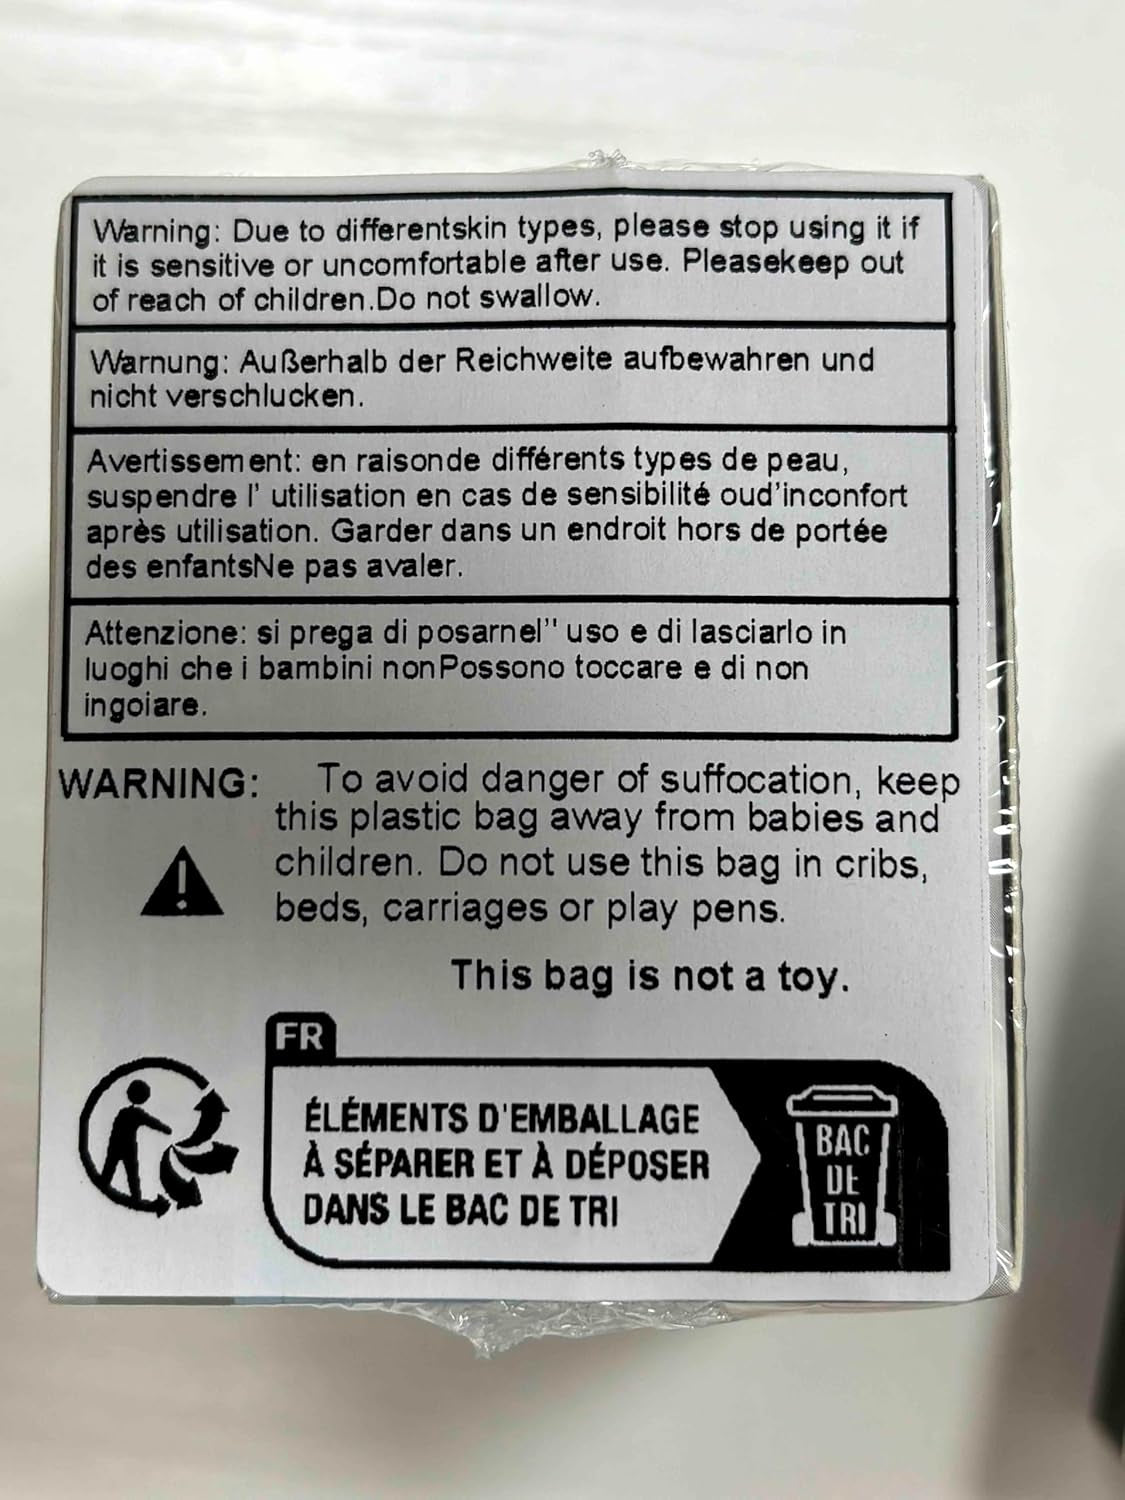 Warning: Due to differentskin types, please stop using it if
it is sensitive or uncomfortable after use. Pleasekeep out
of reach of children.Do not swallow.
Warnung: Außerhalb der Reichweite aufbewahren und
nicht verschlucken.
Avertissement: en raisonde différents types de peau,
suspendre l' utilisation en cas de sensibilité oud'inconfort
après utilisation. Garder dans un endroit hors de portée
des enfantsNe pas avaler.
Attenzione: si prega di posarnel'' uso e di lasciarlo in
luoghi che i bambini nonPossono toccare e di non
ingoiare.
WARNING: To avoid danger of suffocation, keep
this plastic bag away from babies and
children. Do not use this bag in cribs,
beds, carriages or play pens.
This bag is not a toy.
FR
ÉLÉMENTS D'EMBALLAGE
À SÉPARER ET À DÉPOSER
DANS LE BAC DE TRI
BAC
DE
TRI